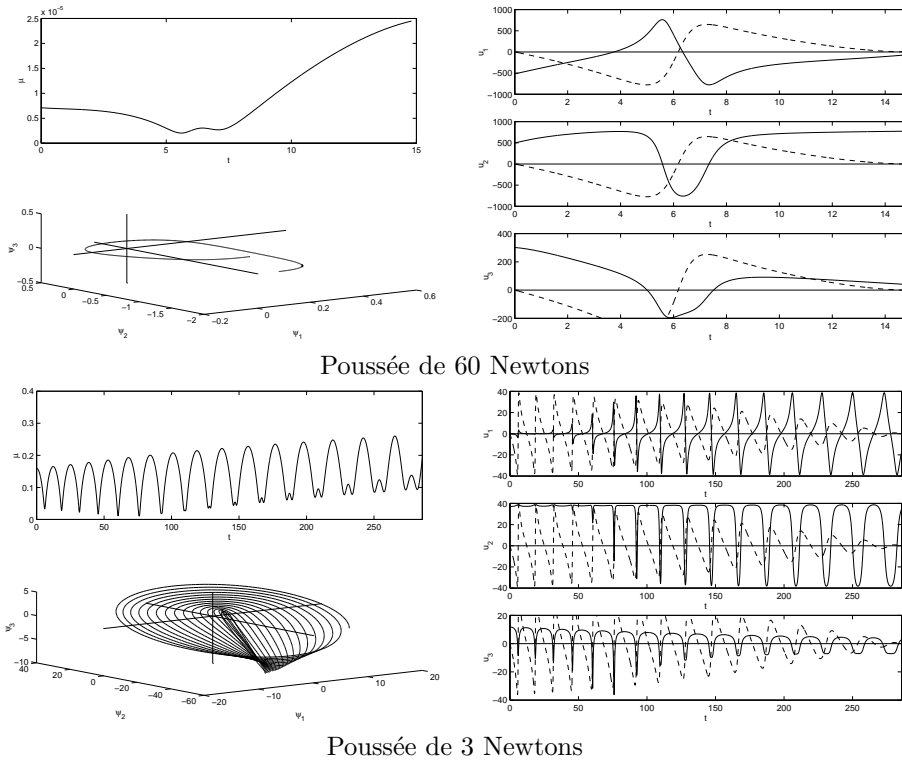 x 10⁻⁵
2.5
2
1.5
1
0.5
0
μ
0 5 10 15
t
1000
500
0
−500
−1000
u₁
0 2 4 6 8 10 12 14
t
1000
500
0
−500
−1000
u₂
0 2 4 6 8 10 12 14
t
0.5
0
−0.5
ψ₃
0.5 0 −0.5 −1 −1.5 −2
ψ₂
−0.2 0 0.2 0.4 0.6
ψ₁
400
200
0
−200
u₃
0 2 4 6 8 10 12 14
t
Poussée de 60 Newtons
0.4
0.3
0.2
0.1
0
μ
0 50 100 150 200 250
t
40
20
0
−20
−40
u₁
0 50 100 150 200 250
t
40
20
0
−20
−40
u₂
0 50 100 150 200 250
t
5
0
−5
−10
ψ₃
40 20 0 −20 −40 −60
ψ₂
−20 −10 0 10 20
ψ₁
20
0
−20
−40
u₃
0 50 100 150 200 250
t
Poussée de 3 Newtons